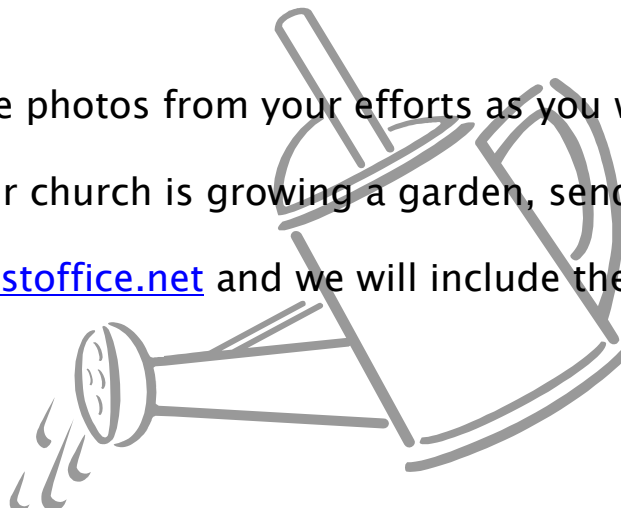 e photos from your efforts as you
r church is growing a garden, send
stoffice.net and we will include the